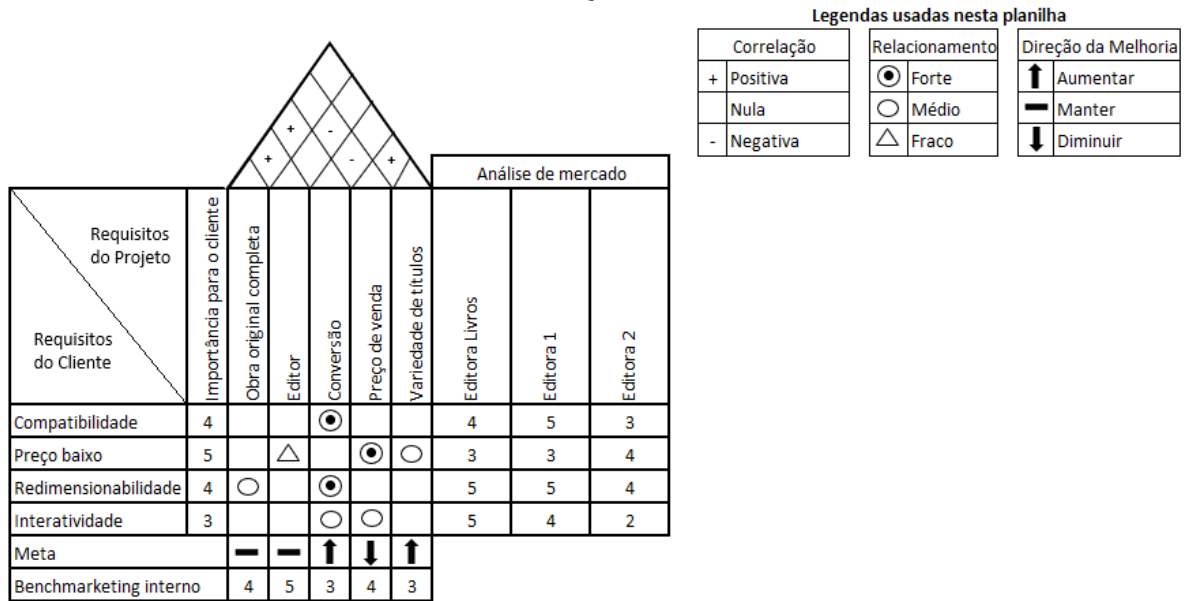 Legendas usadas nesta planilha
Correlação
+ Positiva
Nula
- Negativa
Relacionamento
Forte
Médio
Fraco
Direção da Melhoria
Aumentar
Manter
Diminuir
+ -
+ - +
Análise de mercado
Requisitos
do Projeto
Requisitos
do Cliente
Importância para o cliente
Obra original completa
Editor
Conversão
Preço de venda
Variedade de títulos
Editora Livros
Editora 1
Editora 2
Compatibilidade 4 4 5 3
Preço baixo 5 3 3 4
Redimensionabilidade 4 5 5 4
Interatividade 3 5 4 2
Meta
Benchmarketing interno 4 5 3 4 3